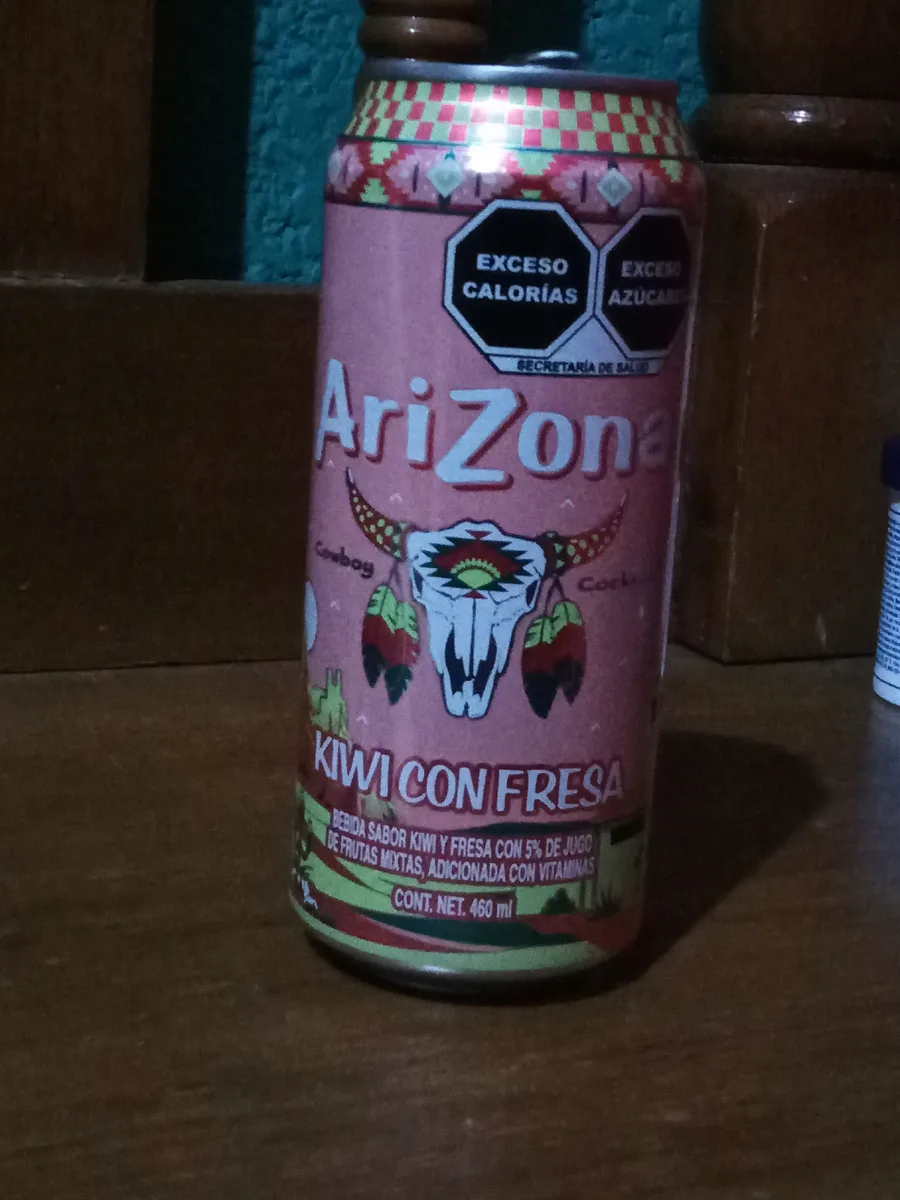 EXCESO
CALORÍAS
EXCESO
AZÚCARES
SECRETARÍA DE SALUD
AriZona
Cowboy
KIWI CON FRESA
BEBIDA SABOR KIWI Y FRESA CON 5% DE JUGO
DE FRUTAS MIXTAS, ADICIONADA CON VITAMINAS
CONT. NET. 460 ml